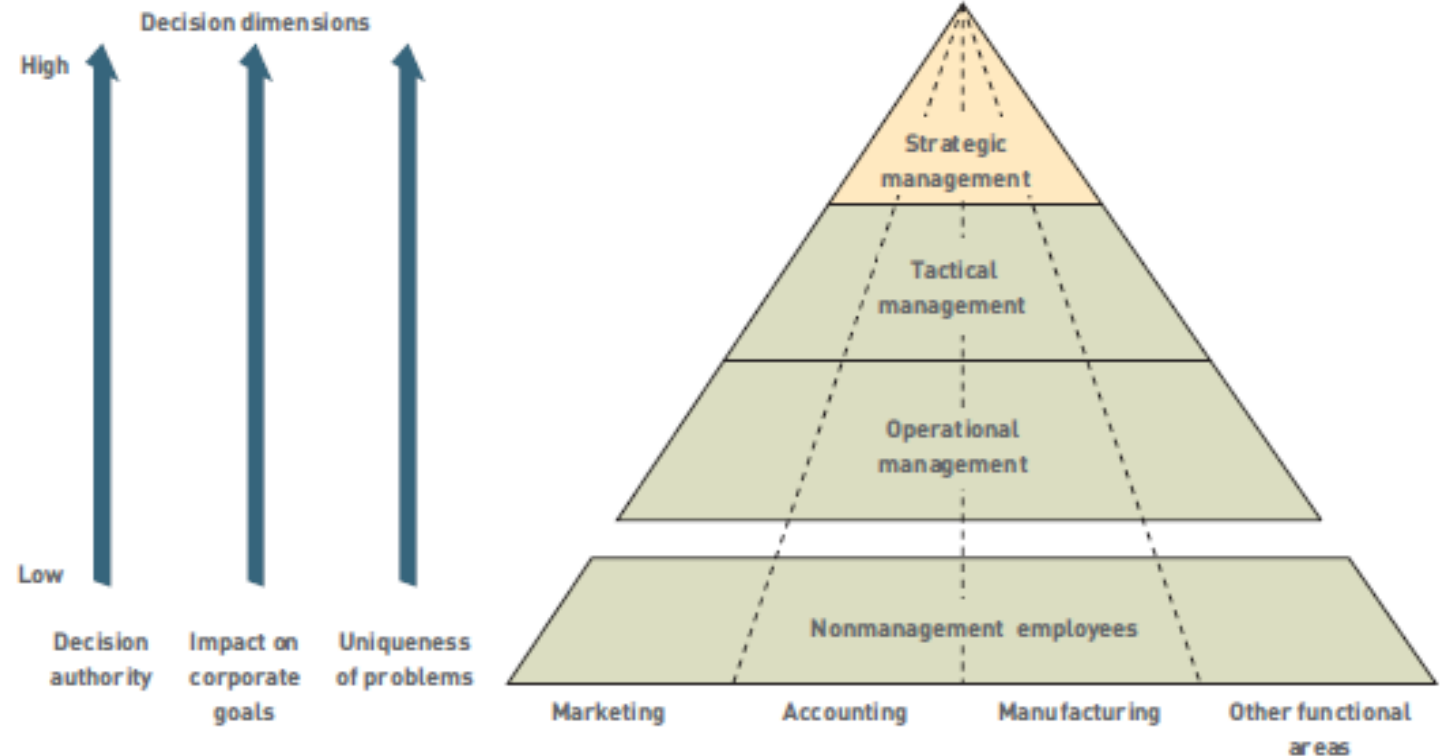 Decision dimensions
High
Low
Decision
authority
Impact on
corporate
goals
Uniqueness
of problems
Strategic
management
Tactical
management
Operational
management
Nonmanagement employees
Marketing
Accounting
Manufacturing
Other functional
areas